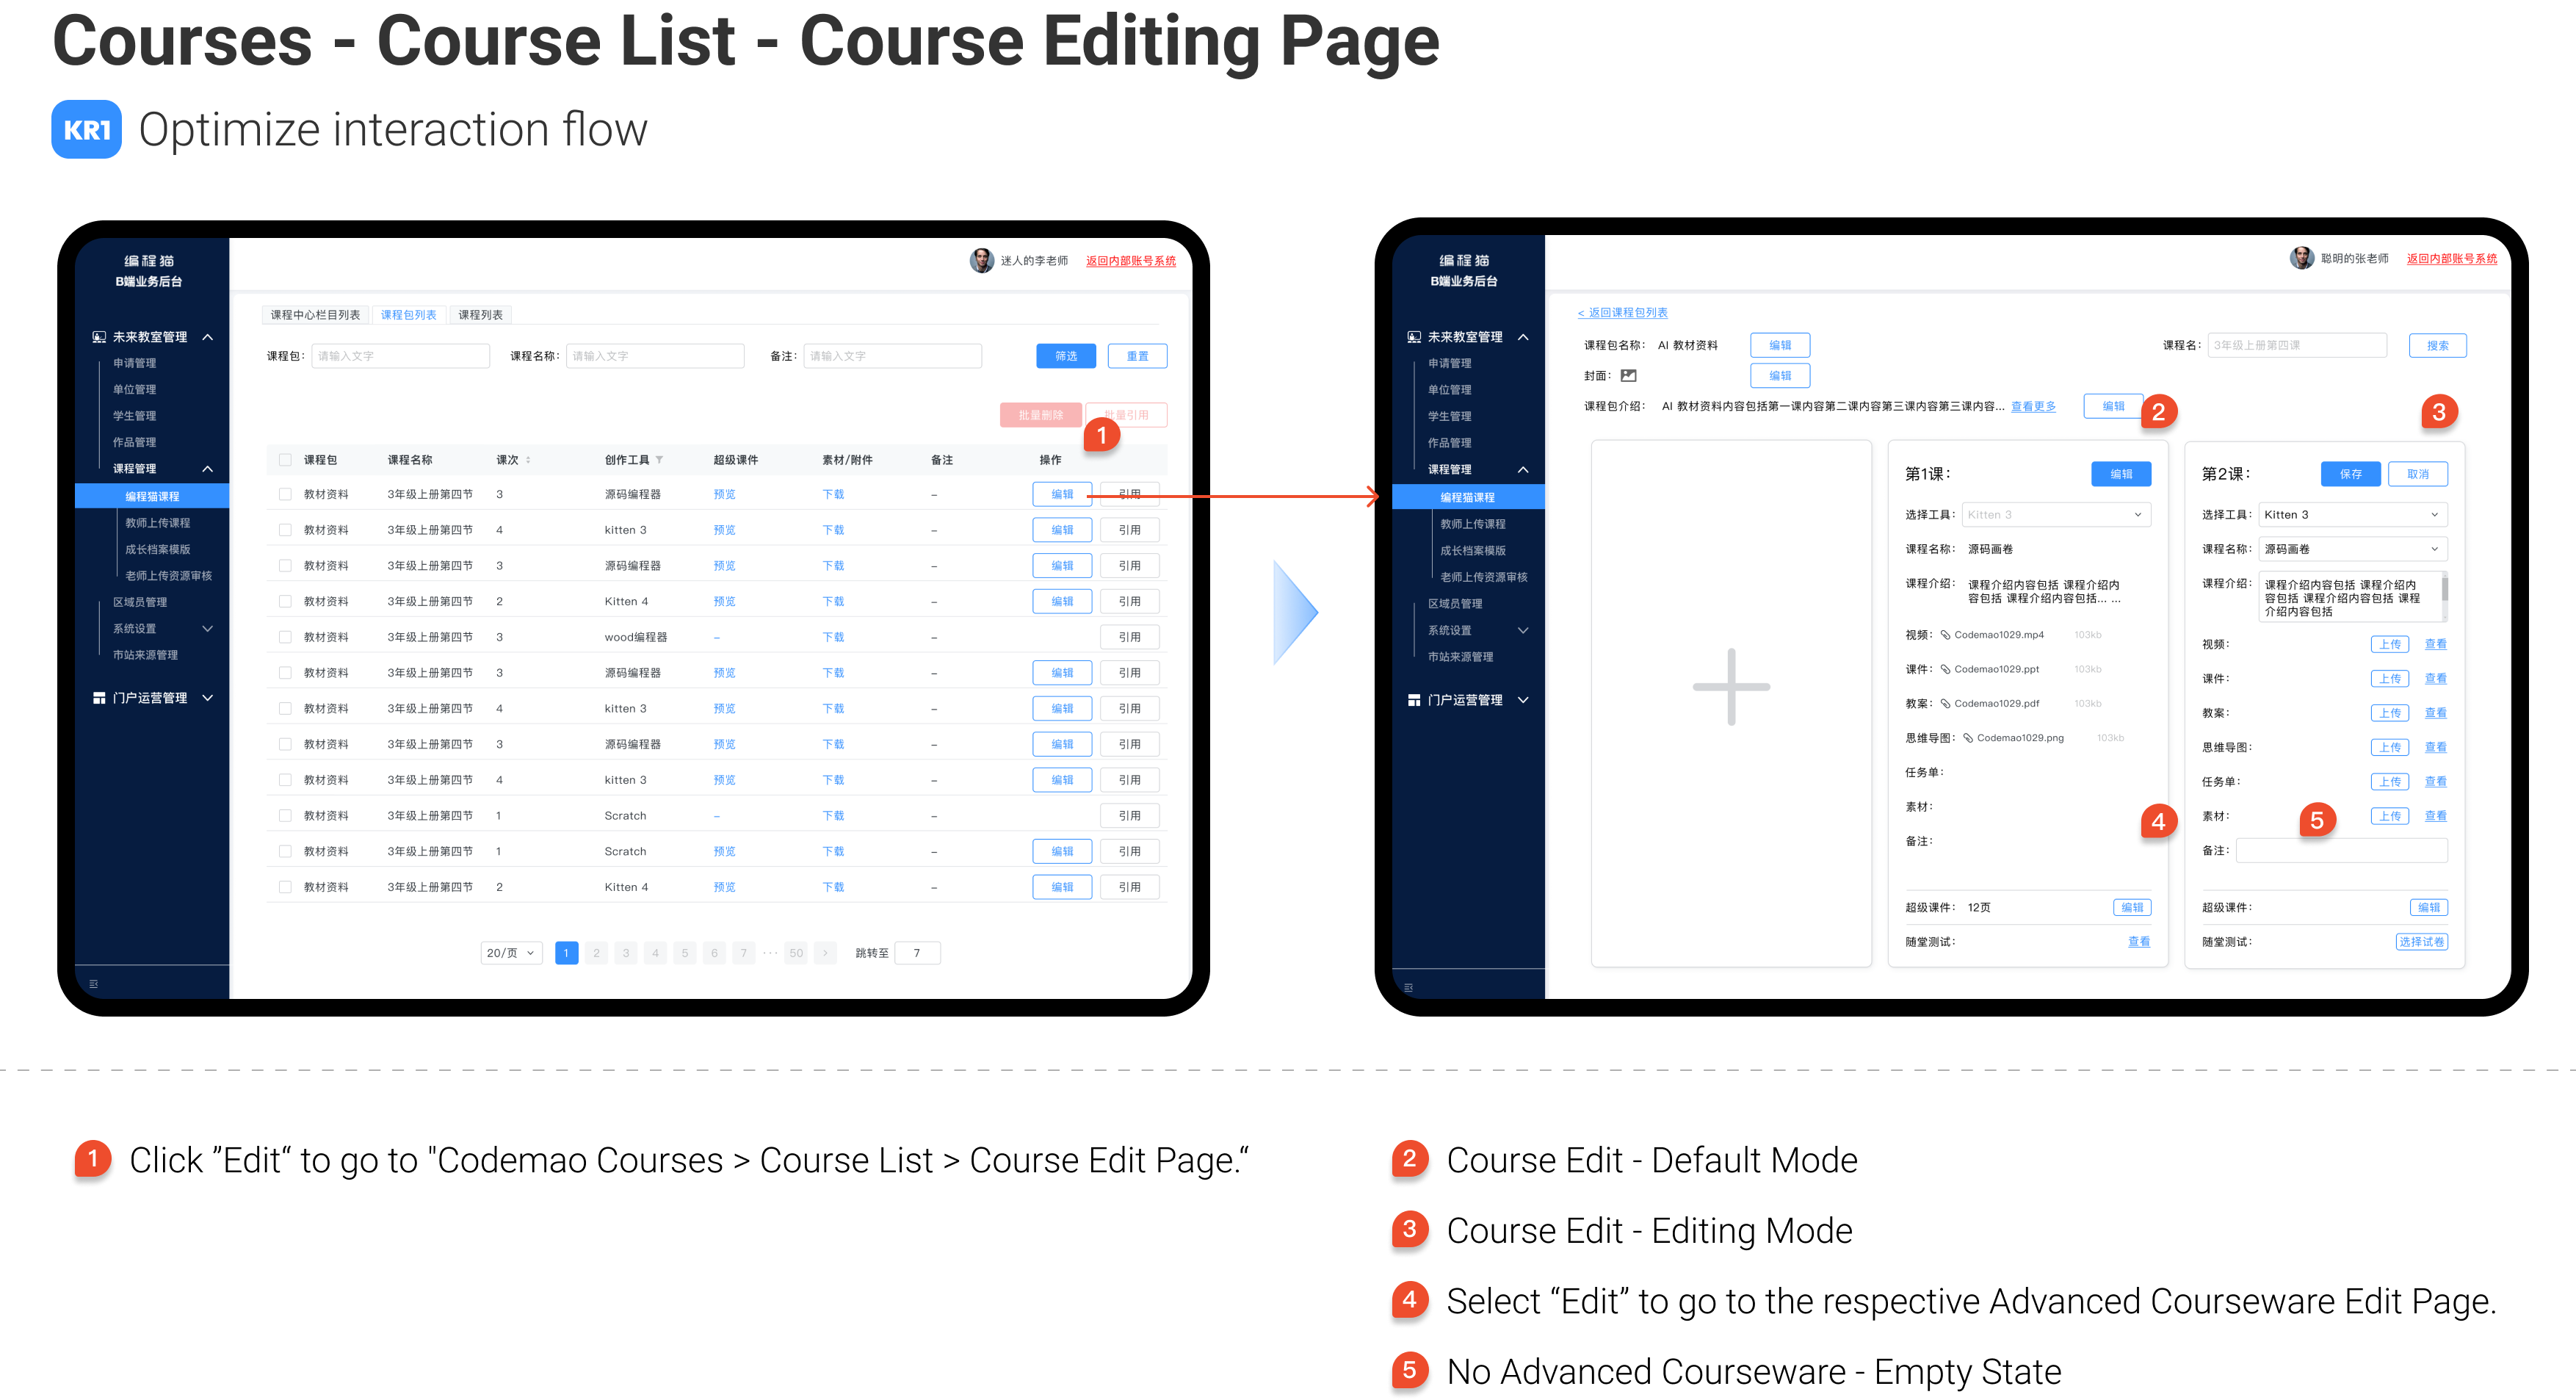 Courses - Course List - Course Editing Page
KR1 Optimize interaction flow
编程猫
B端业务后台
未来教室管理
申请管理
单位管理
学生管理
作品管理
课程管理
编程猫课程
教师上传课程
成长档案模版
老师上传资源审核
区域员管理
系统设置
市站来源管理
门户运营管理
迷人的李老师 返回内部账号系统
课程中心栏目列表 课程包列表 课程列表
课程包: 请输入文字 课程名称: 请输入文字 备注: 请输入文字 筛选 重置
批量删除 批量引用
1
课程包 课程名称 课次 创作工具 超级课件 素材/附件 备注 操作
教材资料 3年级上册第四节 3 源码编程器 预览 下载 – 编辑 引用
教材资料 3年级上册第四节 4 kitten 3 预览 下载 – 编辑 引用
教材资料 3年级上册第四节 3 源码编程器 预览 下载 – 编辑 引用
教材资料 3年级上册第四节 2 Kitten 4 预览 下载 – 编辑 引用
教材资料 3年级上册第四节 3 wood编程器 – 下载 – 引用
教材资料 3年级上册第四节 3 源码编程器 预览 下载 – 编辑 引用
教材资料 3年级上册第四节 4 kitten 3 预览 下载 – 编辑 引用
教材资料 3年级上册第四节 3 源码编程器 预览 下载 – 编辑 引用
教材资料 3年级上册第四节 4 kitten 3 预览 下载 – 编辑 引用
教材资料 3年级上册第四节 1 Scratch – 下载 – 引用
教材资料 3年级上册第四节 1 Scratch 预览 下载 – 编辑 引用
教材资料 3年级上册第四节 2 Kitten 4 预览 下载 – 编辑 引用
20/页 1 2 3 4 5 6 7 ··· 50 > 跳转至 7
编程猫
B端业务后台
未来教室管理
申请管理
单位管理
学生管理
作品管理
课程管理
编程猫课程
教师上传课程
成长档案模版
老师上传资源审核
区域员管理
系统设置
市站来源管理
门户运营管理
聪明的张老师 返回内部账号系统
< 返回课程包列表
课程包名称: AI 教材资料 编辑 课程名: 3年级上册第四课 搜索
封面: 编辑
课程包介绍: AI 教材资料内容包括第一课内容第二课内容第三课内容第三课内容... 查看更多 编辑
2
3
第1课: 编辑
选择工具: Kitten 3
课程名称: 源码画卷
课程介绍: 课程介绍内容包括 课程介绍内
容包括 课程介绍内容包括... ...
视频: Codemao1029.mp4 103kb
课件: Codemao1029.ppt 103kb
教案: Codemao1029.pdf 103kb
思维导图: Codemao1029.png 103kb
任务单:
素材:
4
备注:
超级课件: 12页 编辑
随堂测试: 查看
第2课: 保存 取消
选择工具: Kitten 3
课程名称: 源码画卷
课程介绍: 课程介绍内容包括 课程介绍内
容包括 课程介绍内容包括 课程
介绍内容包括
视频: 上传 查看
课件: 上传 查看
教案: 上传 查看
思维导图: 上传 查看
任务单: 上传 查看
素材: 5 上传 查看
备注:
超级课件: 编辑
随堂测试: 选择试卷
1 Click ”Edit“ to go to "Codemao Courses > Course List > Course Edit Page.“
2 Course Edit - Default Mode
3 Course Edit - Editing Mode
4 Select “Edit” to go to the respective Advanced Courseware Edit Page.
5 No Advanced Courseware - Empty State